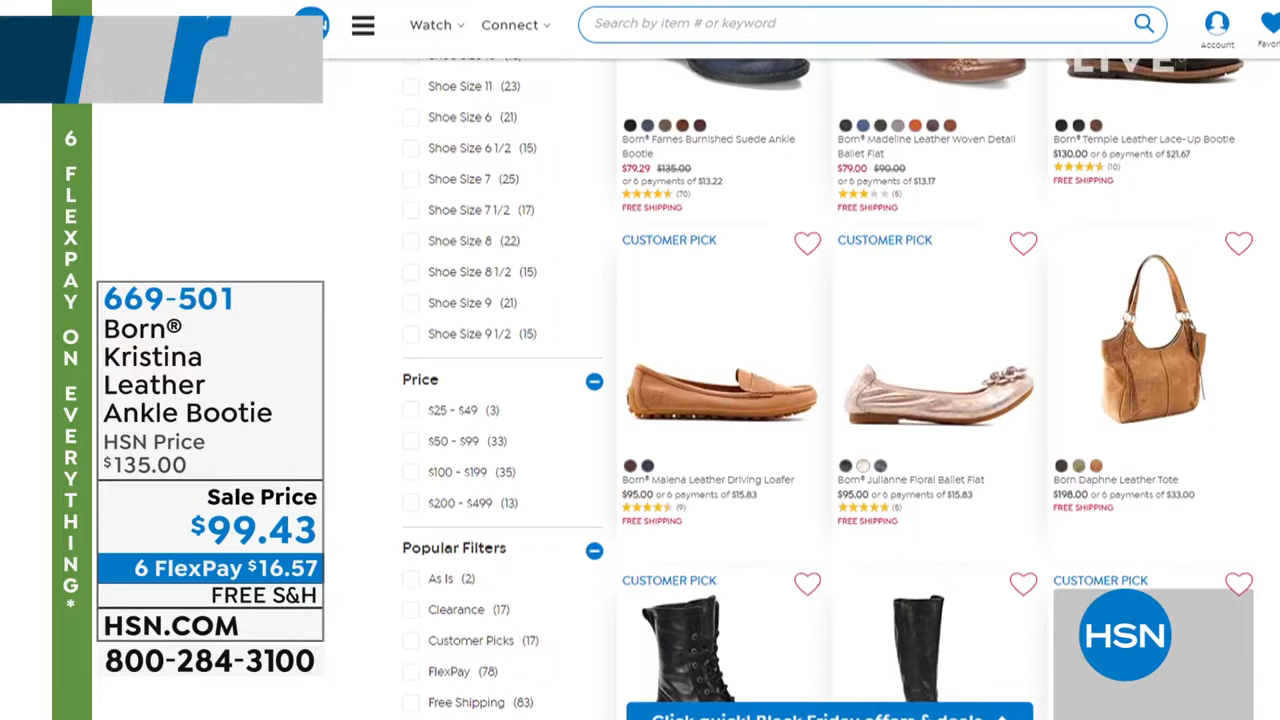 Watch
Connect
Search by item # or keyword
Account
LIVE
6 FLEXPAY ON EVERYTHING*
669-501
Born®
Kristina
Leather
Ankle Bootie
HSN Price
$135.00
Sale Price
$99.43
6 FlexPay $16.57
FREE S&H
HSN.COM
800-284-3100
Shoe Size 11 (23)
Shoe Size 6 (21)
Shoe Size 6 1/2 (15)
Shoe Size 7 (25)
Shoe Size 7 1/2 (17)
Shoe Size 8 (22)
Shoe Size 8 1/2 (15)
Shoe Size 9 (21)
Shoe Size 9 1/2 (15)
Price
$25 - $49 (3)
$50 - $99 (33)
$100 - $199 (35)
$200 - $499 (13)
Popular Filters
As Is (2)
Clearance (17)
Customer Picks (17)
FlexPay (78)
Free Shipping (83)
Born® Fames Burnished Suede Ankle
Bootie
$79.29 $135.00
or 6 payments of $13.22
(70)
FREE SHIPPING
Born® Madeline Leather Woven Detail
Ballet Flat
$79.00 $90.00
or 6 payments of $13.17
FREE SHIPPING
Born® Temple Leather Lace-Up Bootie
$130.00 or 6 payments of $21.67
(10)
FREE SHIPPING
CUSTOMER PICK
Born® Malena Leather Driving Loafer
$95.00 or 6 payments of $15.83
(9)
FREE SHIPPING
CUSTOMER PICK
Born® Julianne Floral Ballet Flat
$95.00 or 6 payments of $15.83
FREE SHIPPING
Born Daphne Leather Tote
$198.00 or 6 payments of $33.00
FREE SHIPPING
CUSTOMER PICK
CUSTOMER PICK
HSN
Click quick! Black Friday offers & deals